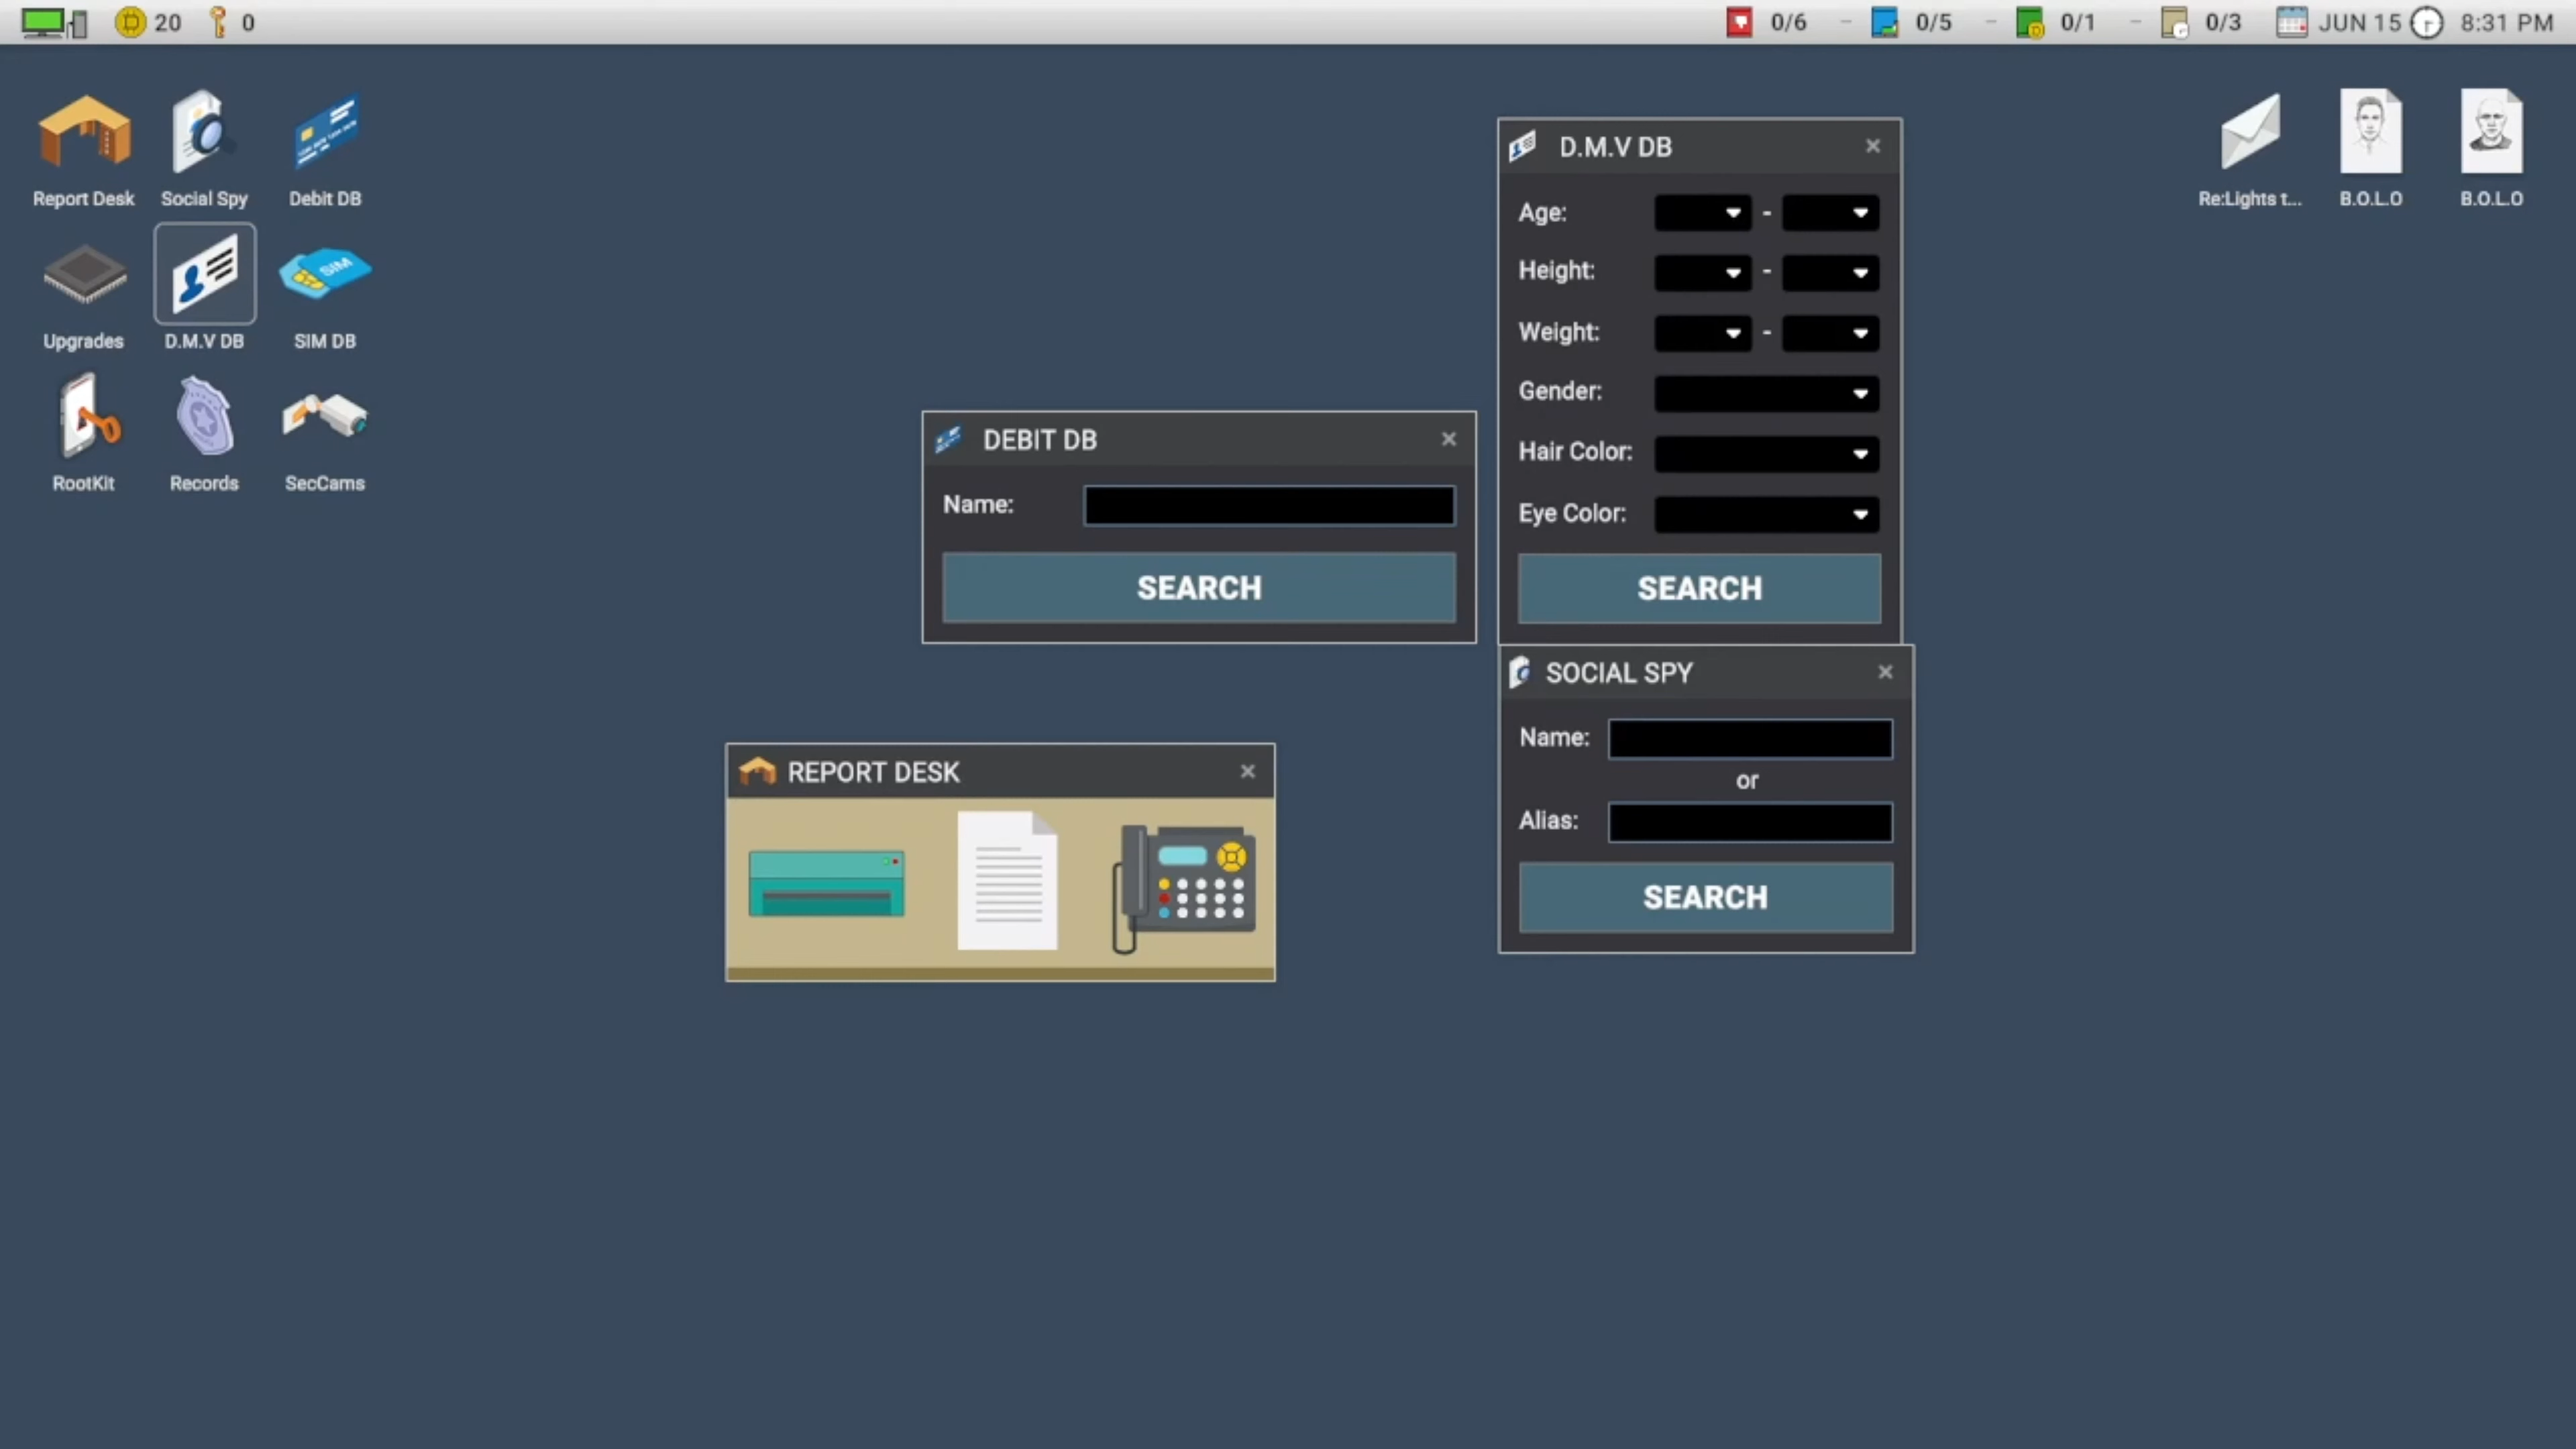 20 0 0/6 - 0/5 - 0/1 - 0/3 JUN 15 8:31 PM
Report Desk Social Spy Debit DB
Upgrades D.M.V DB SIM DB
RootKit Records SecCams
Re:Lights t... B.O.L.O B.O.L.O
SIM
D.M.V DB
Age: -
Height: -
Weight: -
Gender:
Hair Color:
Eye Color:
SEARCH
DEBIT DB
Name:
SEARCH
SOCIAL SPY
Name:
or
Alias:
SEARCH
REPORT DESK